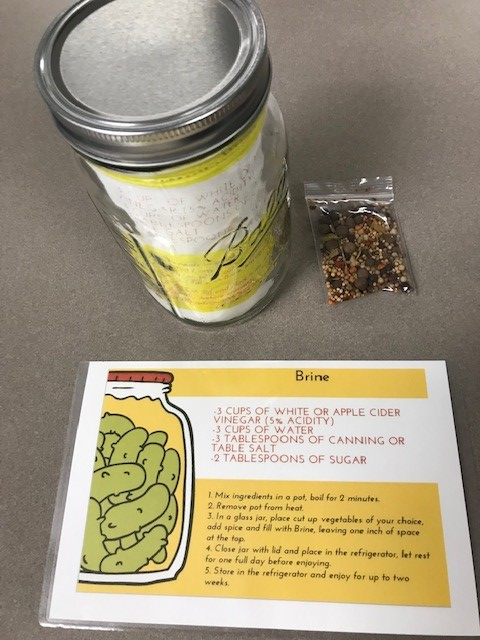 Ball
Brine
-3 CUPS OF WHITE OR APPLE CIDER
VINEGAR (5% ACIDITY)
-3 CUPS OF WATER
-3 TABLESPOONS OF CANNING OR
TABLE SALT
-2 TABLESPOONS OF SUGAR
1. Mix ingredients in a pot, boil for 2 minutes.
2. Remove pot from heat.
3. In a glass jar, place cut up vegetables of your choice,
add spice and fill with Brine, leaving one inch of space
at the top.
4. Close jar with lid and place in the refrigerator, let rest
for one full day before enjoying.
5. Store in the refrigerator and enjoy for up to two
weeks.